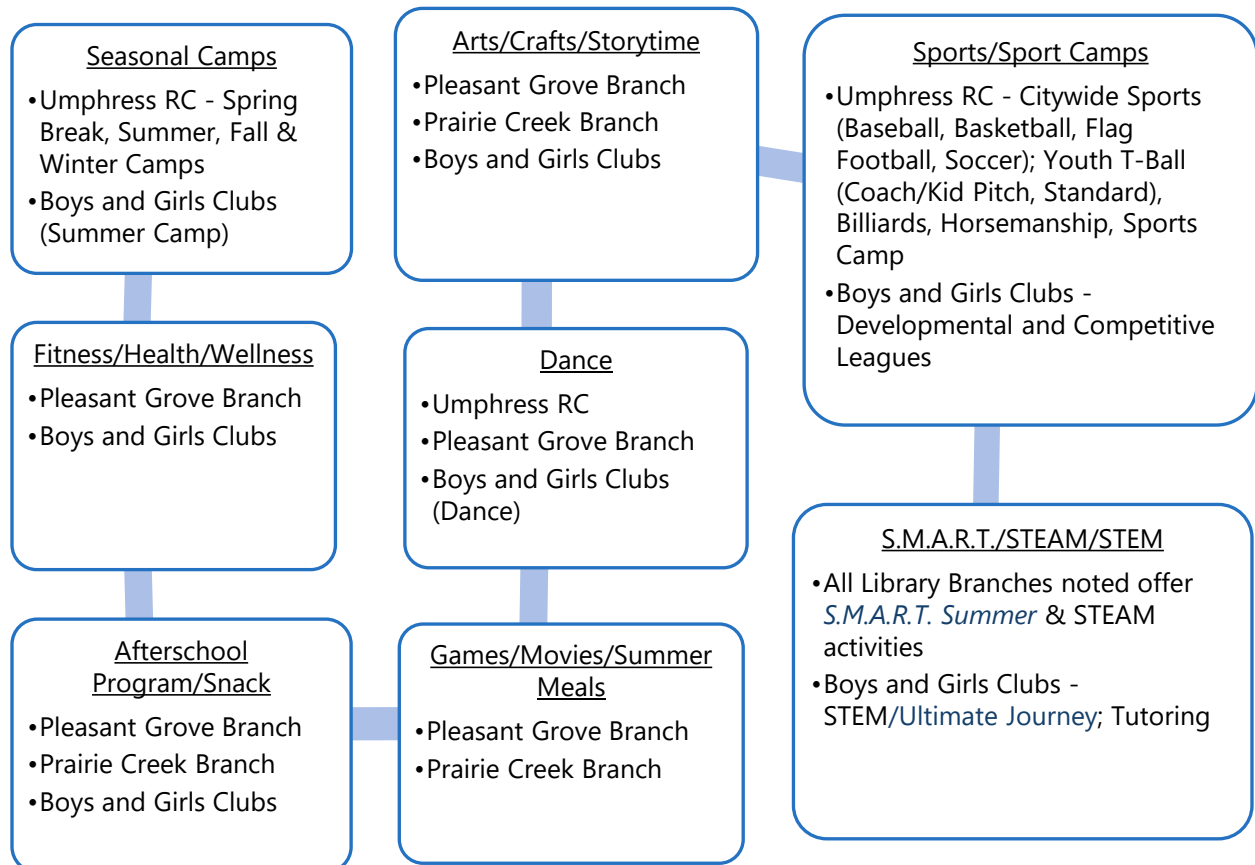 Seasonal Camps
•Umphress RC - Spring
Break, Summer, Fall &
Winter Camps
•Boys and Girls Clubs
(Summer Camp)
Fitness/Health/Wellness
•Pleasant Grove Branch
•Boys and Girls Clubs
Afterschool
Program/Snack
•Pleasant Grove Branch
•Prairie Creek Branch
•Boys and Girls Clubs
Games/Movies/Summer
Meals
•Pleasant Grove Branch
•Prairie Creek Branch
Dance
•Umphress RC
•Pleasant Grove Branch
•Boys and Girls Clubs
(Dance)
Arts/Crafts/Storytime
•Pleasant Grove Branch
•Prairie Creek Branch
•Boys and Girls Clubs
Sports/Sport Camps
•Umphress RC - Citywide Sports
(Baseball, Basketball, Flag
Football, Soccer); Youth T-Ball
(Coach/Kid Pitch, Standard),
Billiards, Horsemanship, Sports
Camp
•Boys and Girls Clubs -
Developmental and Competitive
Leagues
S.M.A.R.T./STEAM/STEM
•All Library Branches noted offer
S.M.A.R.T. Summer & STEAM
activities
•Boys and Girls Clubs -
STEM/Ultimate Journey; Tutoring